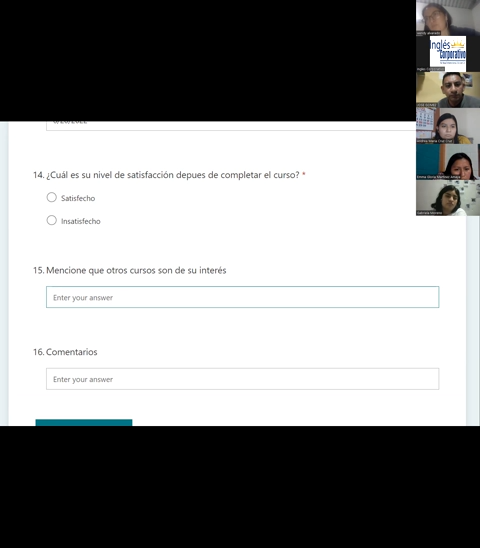 Inglés
Corporativo
14. ¿Cuál es su nivel de satisfacción depues de completar el curso? *
Satisfecho
Insatisfecho
15. Mencione que otros cursos son de su interés
Enter your answer
16. Comentarios
Enter your answer